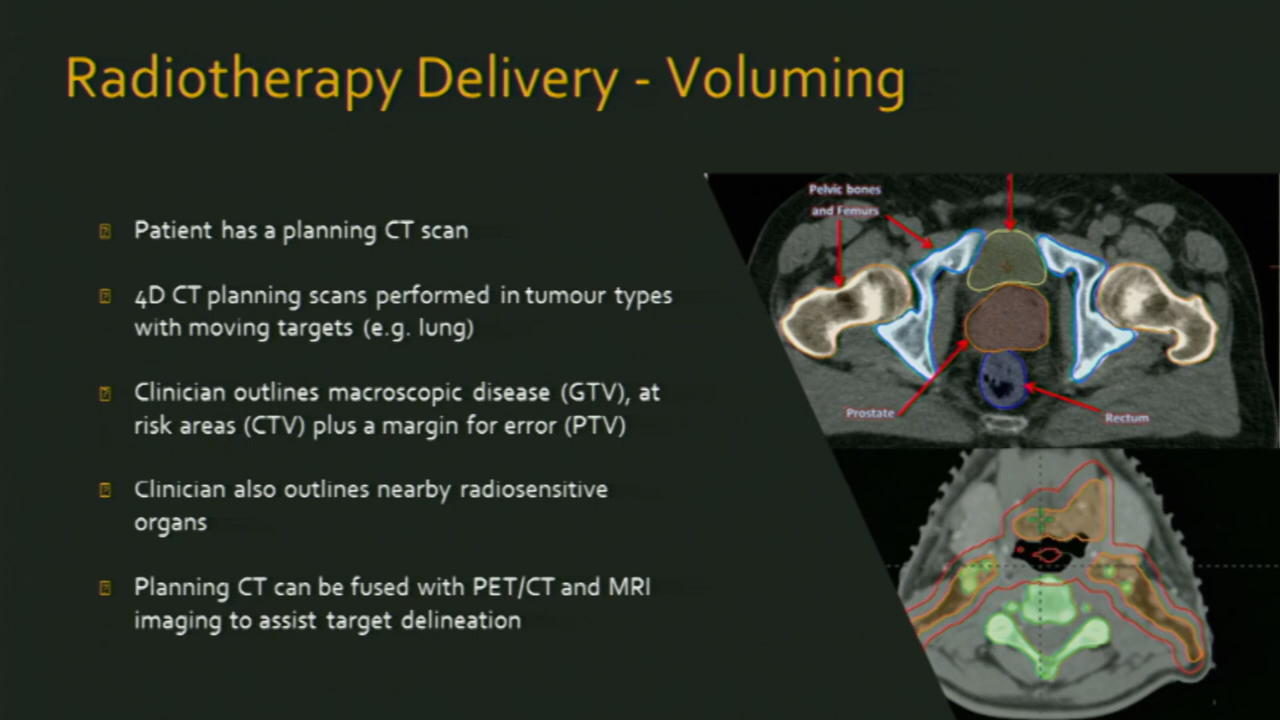 Radiotherapy Delivery - Voluming
Patient has a planning CT scan
4D CT planning scans performed in tumour types
with moving targets (e.g. lung)
Clinician outlines macroscopic disease (GTV), at
risk areas (CTV) plus a margin for error (PTV)
Clinician also outlines nearby radiosensitive
organs
Planning CT can be fused with PET/CT and MRI
imaging to assist target delineation
Pelvic bones
and Femurs
Prostate
Rectum